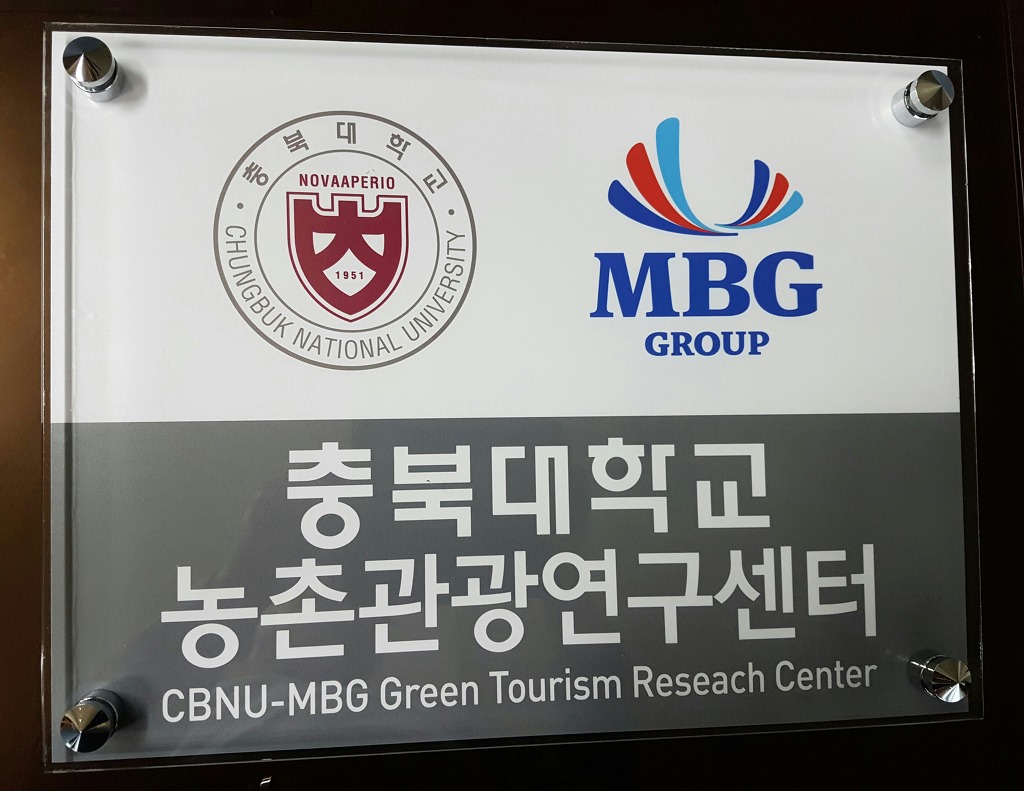 충북대학교
NOVAAPERIO
1951
CHUNGBUK NATIONAL UNIVERSITY
MBG
GROUP
충북대학교
농촌관광연구센터
CBNU-MBG Green Tourism Reseach Center